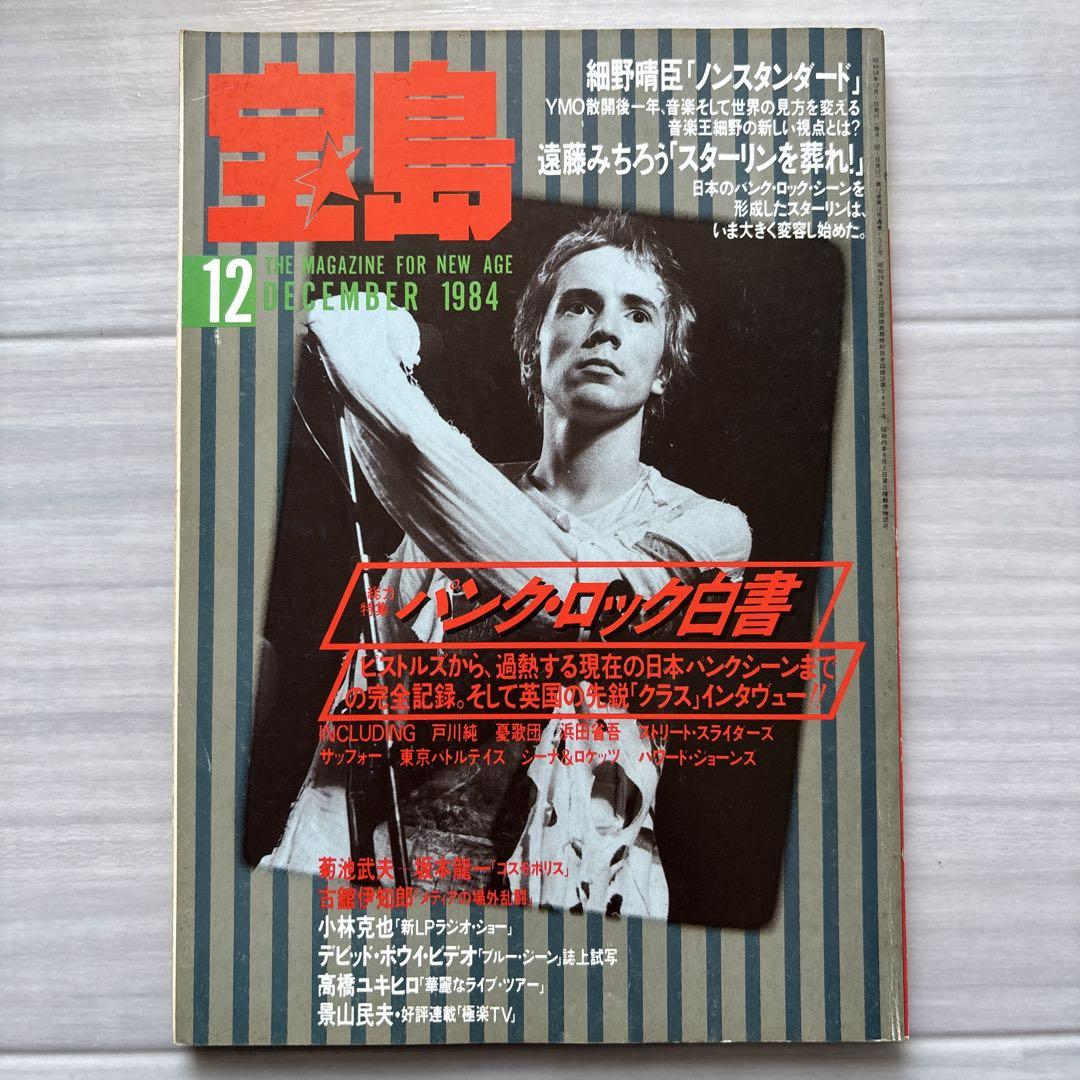 宝島
12
THE MAGAZINE FOR NEW AGE
DECEMBER 1984
細野晴臣「ノンスタンダード」
YMO散開後一年、音楽そして世界の見方を変える
音楽王細野の新しい視点とは?
遠藤みちろう「スターリンを葬れ!」
日本のパンク・ロック・シーンを
形成したスターリンは、
いま大きく変容し始めた。
総力
特集
パンク・ロック白書
ピストルズから、過熱する現在の日本パンクシーンまで
の完全記録。そして英国の先鋭「クラス」インタヴュー!!
INCLUDING 戸川純 憂歌団 浜田省吾 ストリート・スライダーズ
サッフォー 東京バトルテイス シーナ&ロケッツ ハワード・ジョーンズ
菊池武夫―坂本龍一「コスモポリス」
古舘伊知郎「メディアの場外乱闘」
小林克也「新LPラジオ・ショー」
デビッド・ボウイ・ビデオ「ブルー・ジーン」誌上試写
高橋ユキヒロ「華麗なライブ・ツアー」
景山民夫・好評連載「極楽TV」